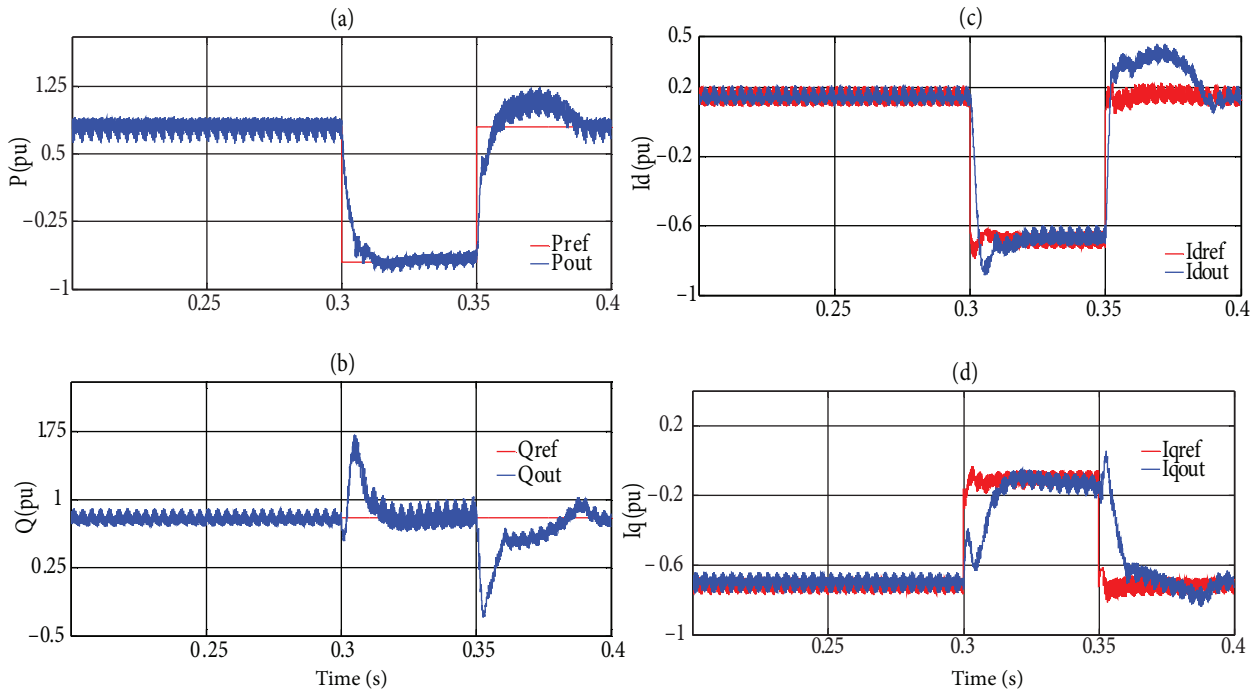 (a)
1.25
0.5
−0.25
−1
P (pu)
Pref
Pout
0.25
0.3
0.35
0.4
(b)
1.75
1
0.25
−0.5
Q (pu)
Qref
Qout
0.25
0.3
0.35
0.4
Time (s)
(c)
0.5
0.2
−0.2
−0.6
−1
Id (pu)
Idref
Idout
0.25
0.3
0.35
0.4
(d)
0.2
−0.2
−0.6
−1
Iq (pu)
Iqref
Iqout
0.25
0.3
0.35
0.4
Time (s)